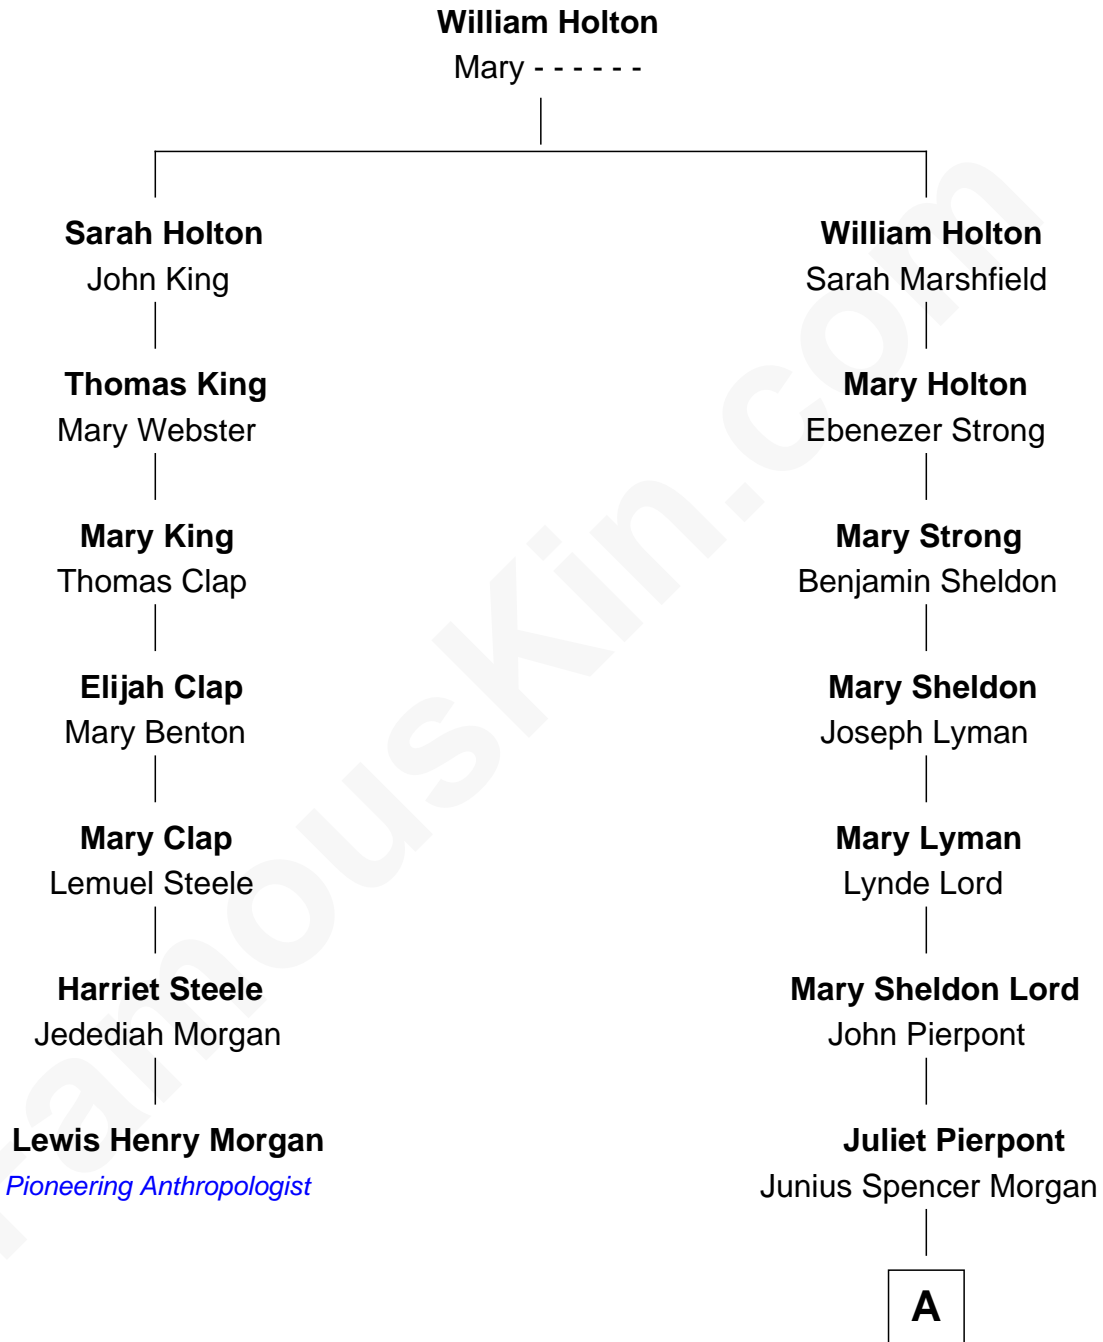 William Holton
Mary - - - - - -
Sarah Holton
John King
Thomas King
Mary Webster
Mary King
Thomas Clap
Elijah Clap
Mary Benton
Mary Clap
Lemuel Steele
Harriet Steele
Jedediah Morgan
Lewis Henry Morgan
Pioneering Anthropologist
William Holton
Sarah Marshfield
Mary Holton
Ebenezer Strong
Mary Strong
Benjamin Sheldon
Mary Sheldon
Joseph Lyman
Mary Lyman
Lynde Lord
Mary Sheldon Lord
John Pierpont
Juliet Pierpont
Junius Spencer Morgan
A
FamousKin.com